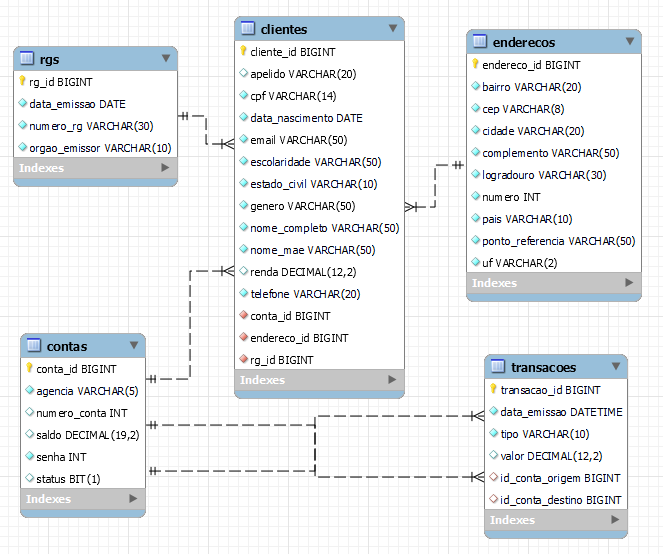 rgs
rg_id BIGINT
data_emissao DATE
numero_rg VARCHAR(30)
orgao_emissor VARCHAR(10)
Indexes
clientes
cliente_id BIGINT
apelido VARCHAR(20)
cpf VARCHAR(14)
data_nascimento DATE
email VARCHAR(50)
escolaridade VARCHAR(50)
estado_civil VARCHAR(10)
genero VARCHAR(50)
nome_completo VARCHAR(50)
nome_mae VARCHAR(50)
renda DECIMAL(12,2)
telefone VARCHAR(20)
conta_id BIGINT
endereco_id BIGINT
rg_id BIGINT
Indexes
enderecos
endereco_id BIGINT
bairro VARCHAR(20)
cep VARCHAR(8)
cidade VARCHAR(20)
complemento VARCHAR(50)
logradouro VARCHAR(30)
numero INT
pais VARCHAR(10)
ponto_referencia VARCHAR(50)
uf VARCHAR(2)
Indexes
contas
conta_id BIGINT
agencia VARCHAR(5)
numero_conta INT
saldo DECIMAL(19,2)
senha INT
status BIT(1)
Indexes
transacoes
transacao_id BIGINT
data_emissao DATETIME
tipo VARCHAR(10)
valor DECIMAL(12,2)
id_conta_origem BIGINT
id_conta_destino BIGINT
Indexes